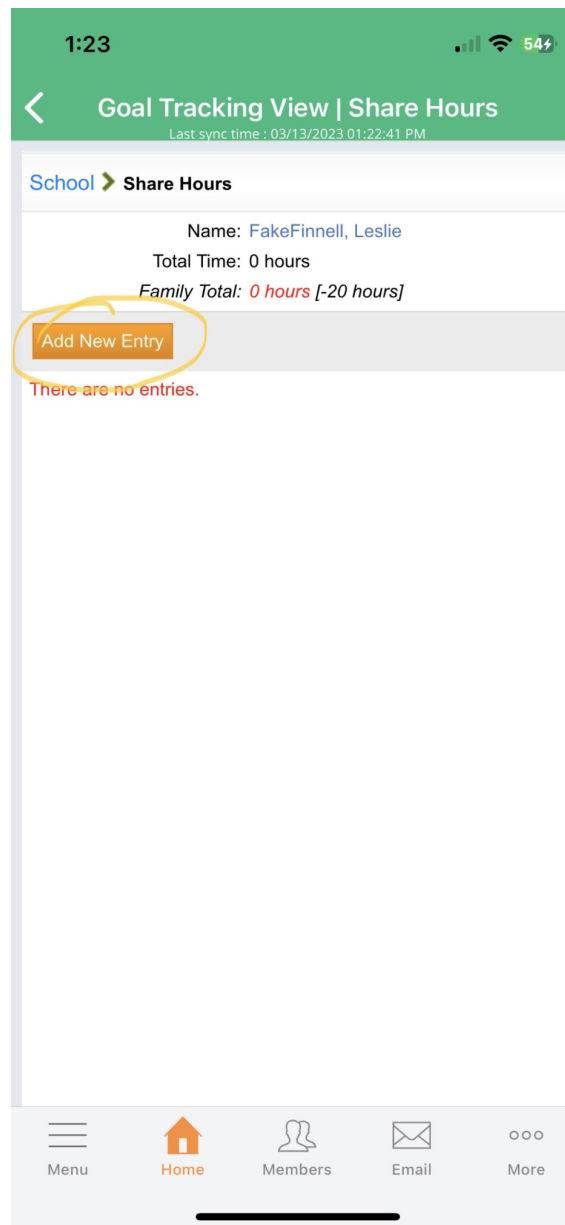 1:23
54
Goal Tracking View | Share Hours
Last sync time : 03/13/2023 01:22:41 PM
School Share Hours
Name: FakeFinnell, Leslie
Total Time: 0 hours
Family Total: 0 hours [-20 hours]
Add New Entry
There are no entries.
Menu Home Members Email More